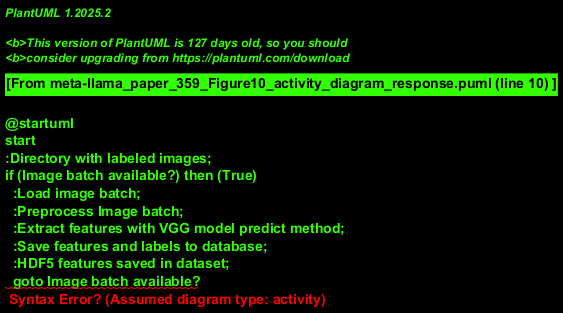 PlantUML 1.2025.2
<b>This version of PlantUML is 127 days old, so you should
<b>consider upgrading from https://plantuml.com/download
[From meta-llama_paper_359_Figure10_activity_diagram_response.puml (line 10) ]
@startuml
start
:Directory with labeled images;
if (Image batch available?) then (True)
:Load image batch;
:Preprocess Image batch;
:Extract features with VGG model predict method;
:Save features and labels to database;
:HDF5 features saved in dataset;
goto Image batch available?
Syntax Error? (Assumed diagram type: activity)